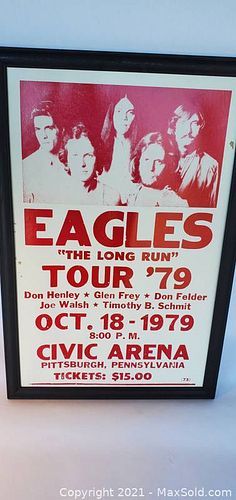 EAGLES
"THE LONG RUN"
TOUR '79
Don Henley ★ Glen Frey ★ Don Felder
Joe Walsh ★ Timothy B. Schmit
OCT. 18-1979
8:00 P.M.
CIVIC ARENA
PITTSBURGH, PENNSYLVANIA
TICKETS: $15.00
(73)
Copyright © 2021 - MaxSold.com